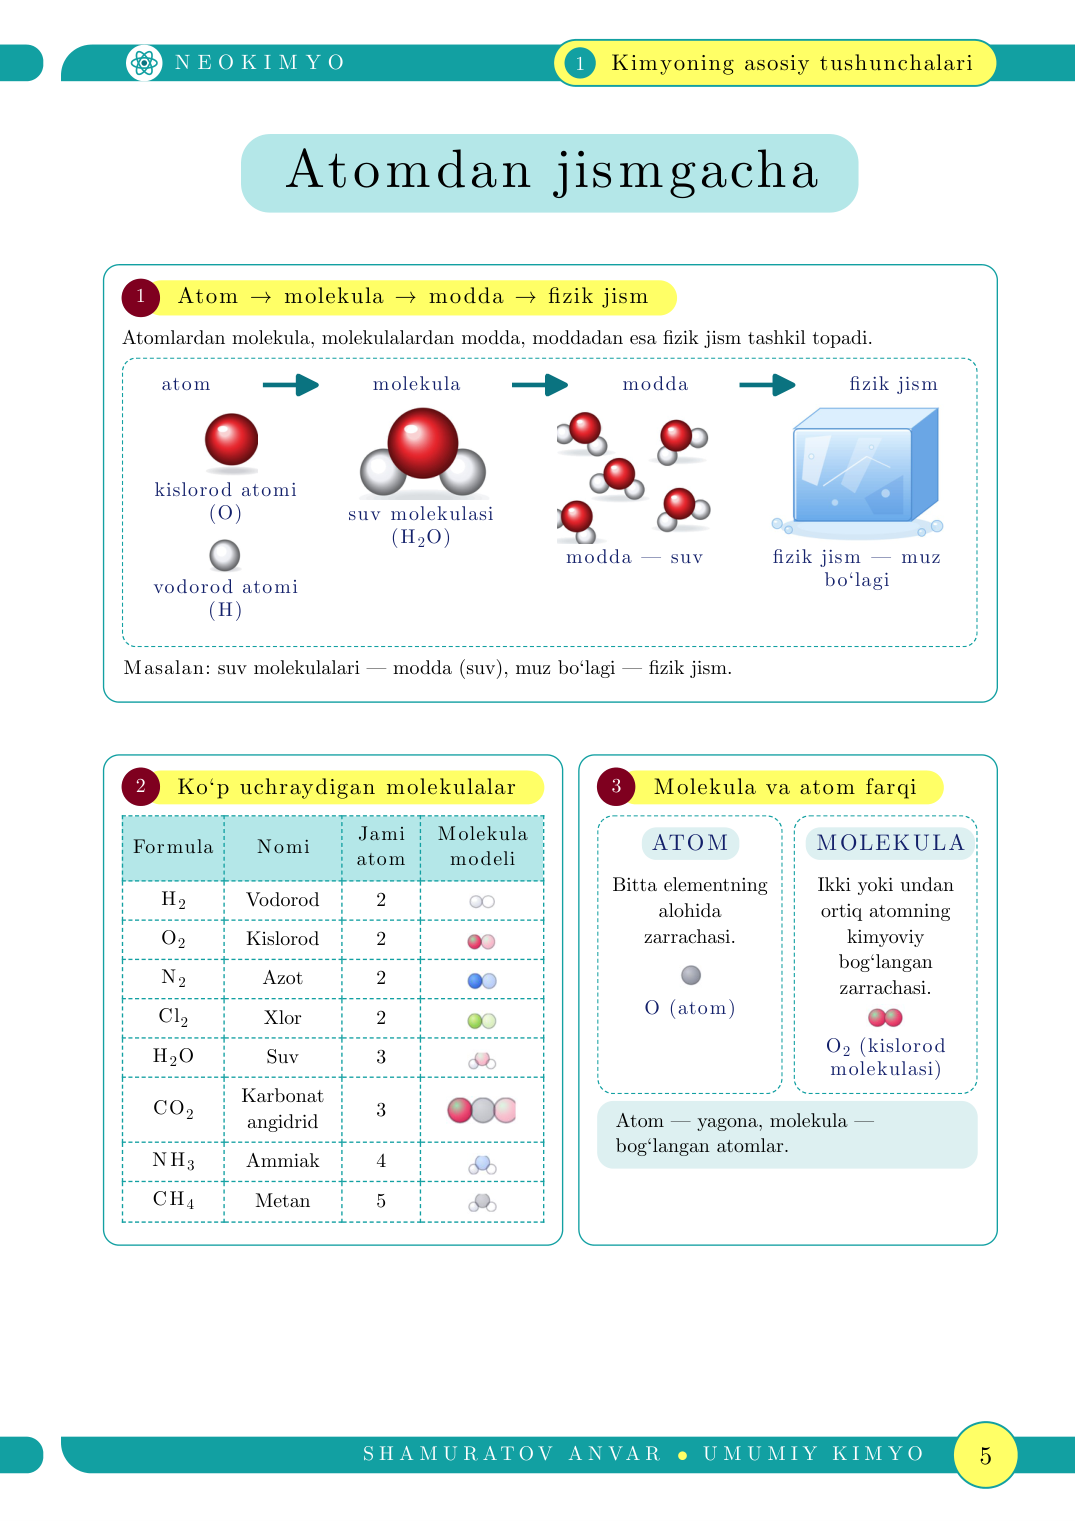 NEOKIMYO
1 Kimyoning asosiy tushunchalari
Atomdan jismgacha
1 Atom → molekula → modda → fizik jism
Atomlardan molekula, molekulalardan modda, moddadan esa fizik jism tashkil topadi.
atom molekula modda fizik jism
kislorod atomi
(O)
vodorod atomi
(H)
suv molekulasi
(H₂O)
modda — suv
fizik jism — muz
bo‘lagi
Masalan: suv molekulalari — modda (suv), muz bo‘lagi — fizik jism.
2 Ko‘p uchraydigan molekulalar
Formula Nomi Jami atom Molekula modeli
H₂ Vodorod 2
O₂ Kislorod 2
N₂ Azot 2
Cl₂ Xlor 2
H₂O Suv 3
CO₂ Karbonat angidrid 3
NH₃ Ammiak 4
CH₄ Metan 5
3 Molekula va atom farqi
ATOM
Bitta elementning
alohida
zarrachasi.
O (atom)
MOLEKULA
Ikki yoki undan
ortiq atomning
kimyoviy
bog‘langan
zarrachasi.
O₂ (kislorod
molekulasi)
Atom — yagona, molekula —
bog‘langan atomlar.
SHAMURATOV ANVAR • UMUMIY KIMYO 5